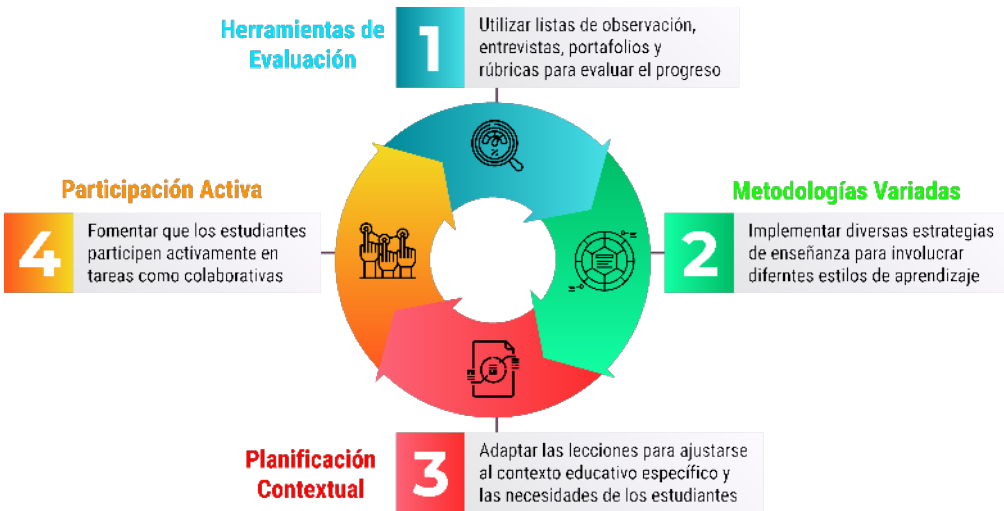 Herramientas de
Evaluación
1
Utilizar listas de observación,
entrevistas, portafolios y
rúbricas para evaluar el progreso
Metodologías Variadas
2
Implementar diversas estrategias
de enseñanza para involucrar
diferntes estilos de aprendizaje
Planificación
Contextual
3
Adaptar las lecciones para ajustarse
al contexto educativo específico y
las necesidades de los estudiantes
Participación Activa
4
Fomentar que los estudiantes
participen activamente en
tareas como colaborativas